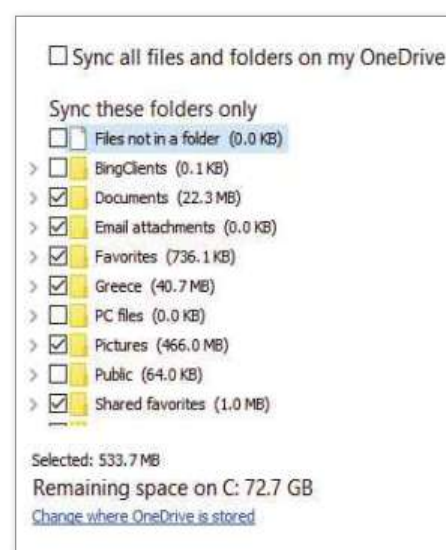 Sync all files and folders on my OneDrive
Sync these folders only
Files not in a folder (0.0 KB)
BingClients (0.1 KB)
Documents (22.3 MB)
Email attachments (0.0 KB)
Favorites (736.1 KB)
Greece (40.7 MB)
PC files (0.0 KB)
Pictures (466.0 MB)
Public (64.0 KB)
Shared favorites (1.0 MB)
Selected: 533.7 MB
Remaining space on C: 72.7 GB
Change where OneDrive is stored